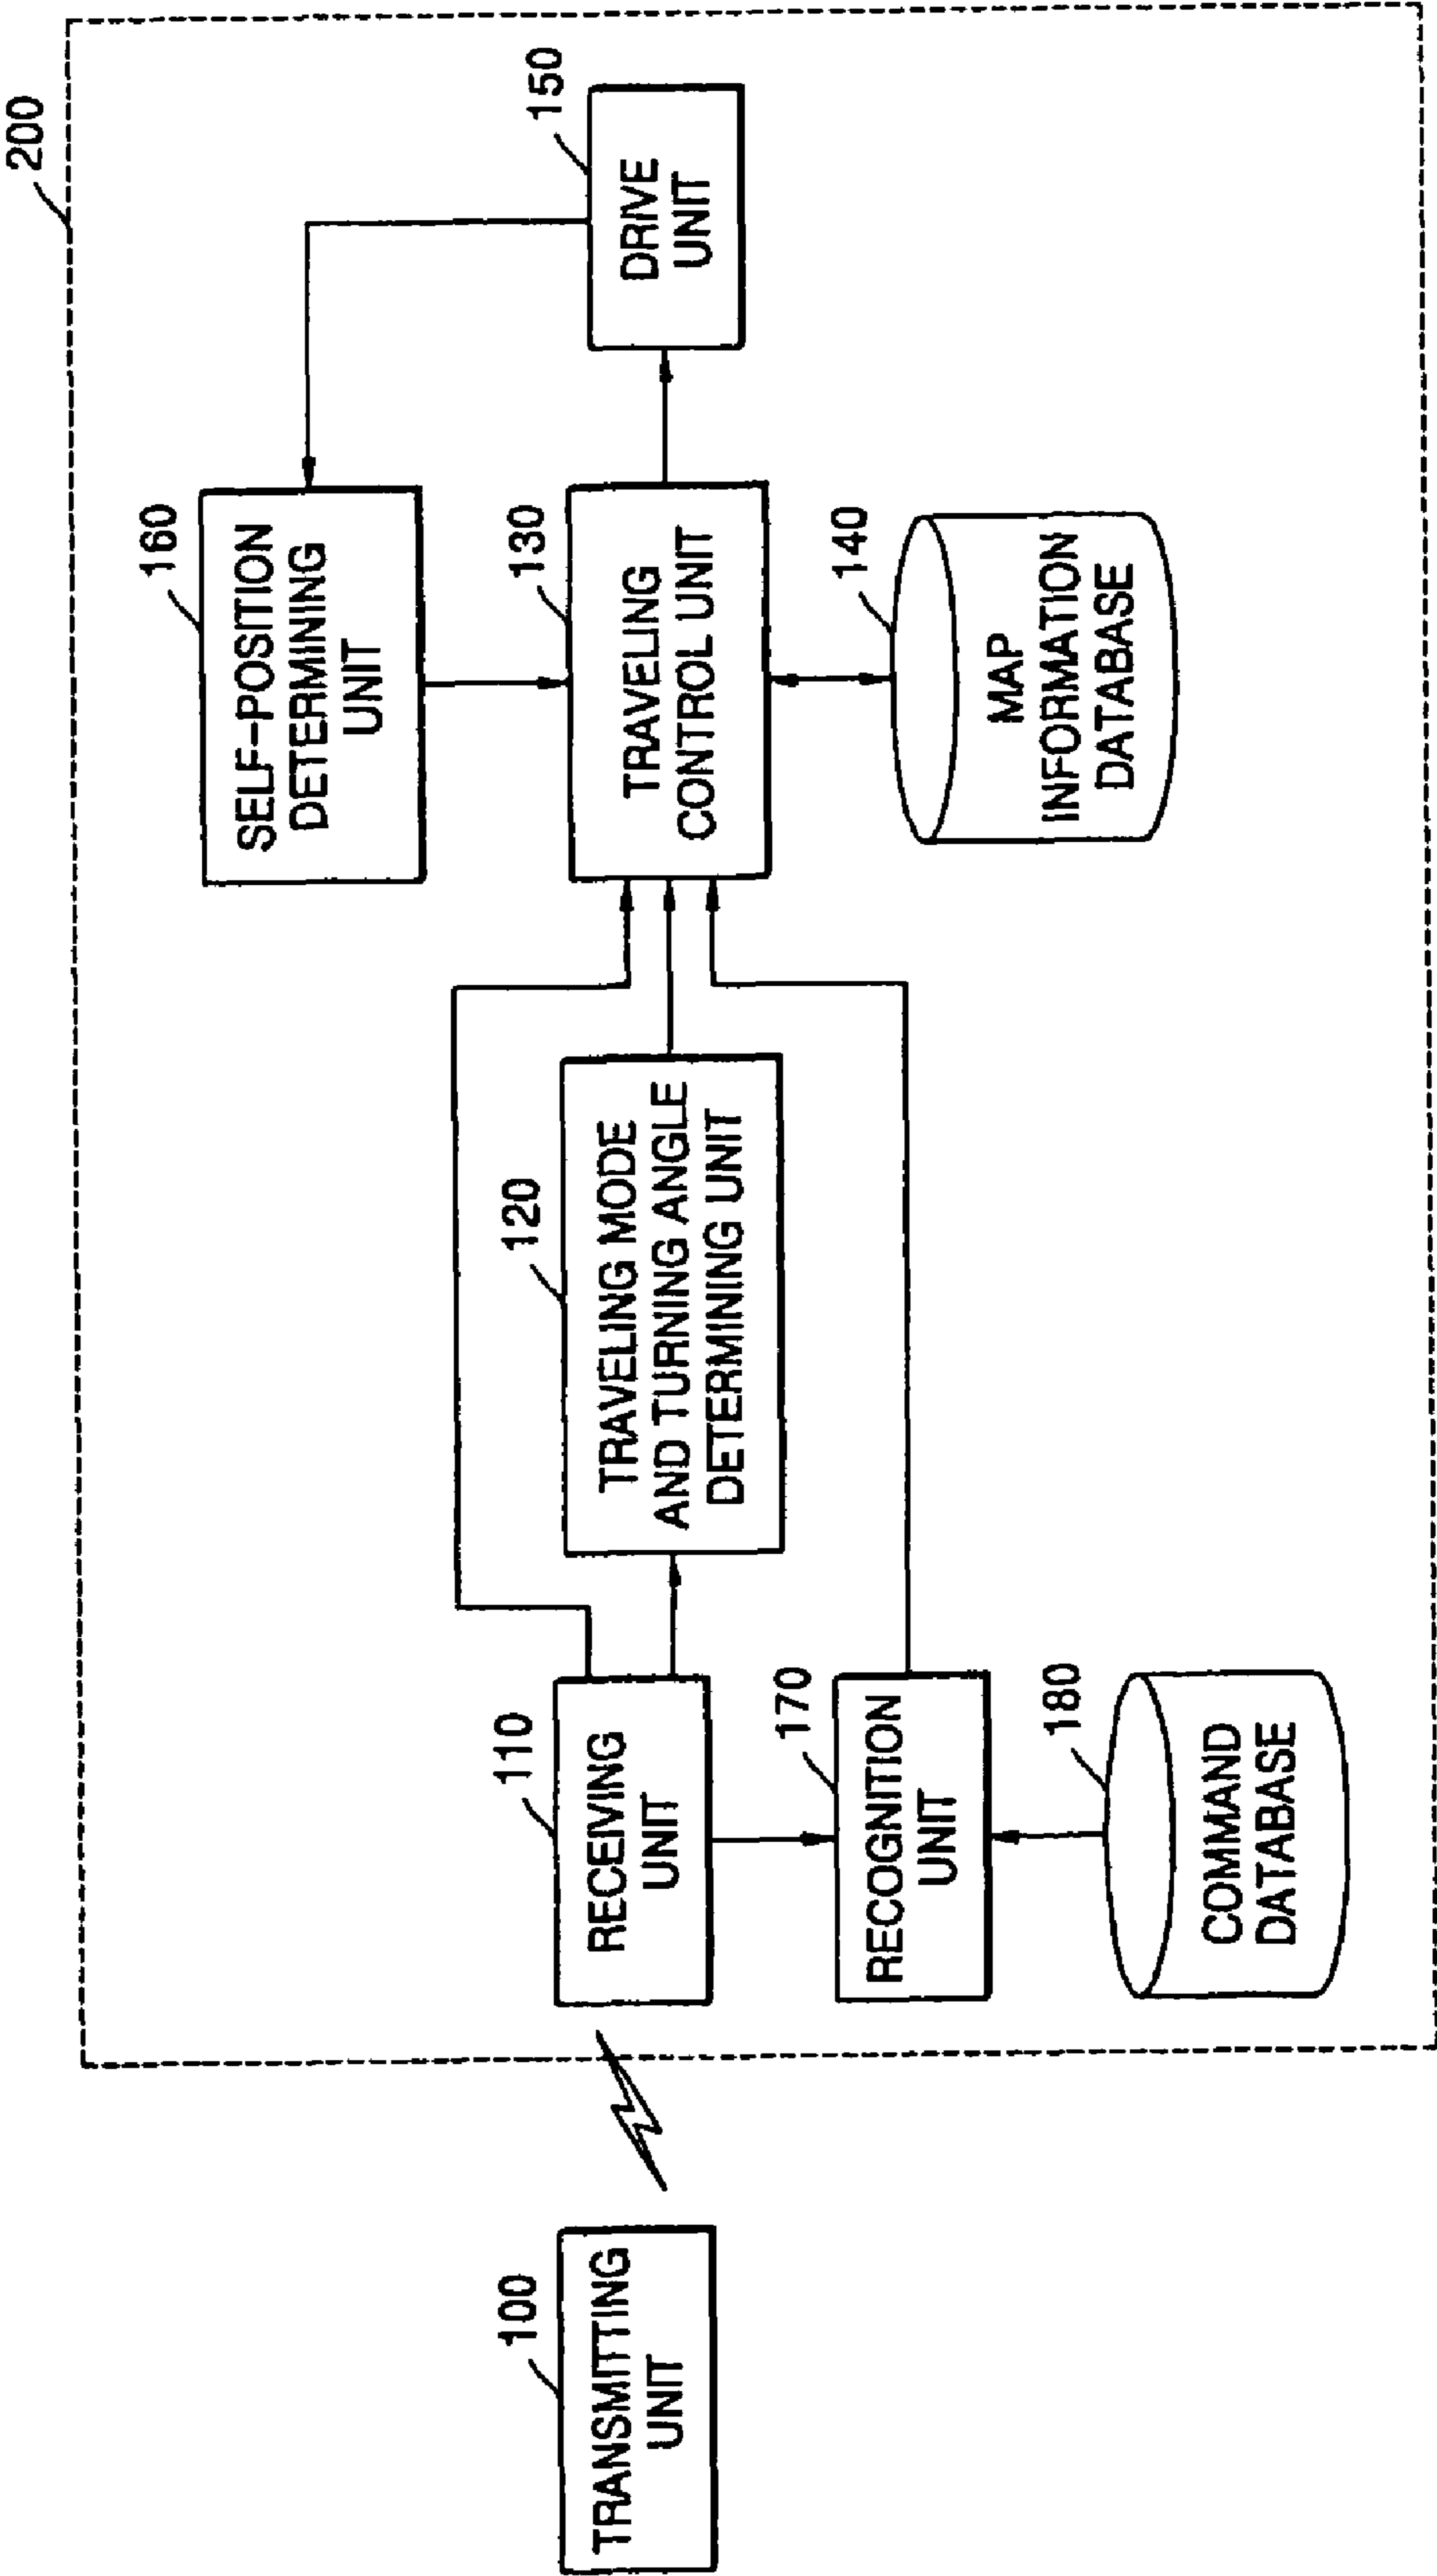 200
160
SELF-POSITION
DETERMINING
UNIT
150
DRIVE
UNIT
130
TRAVELING
CONTROL UNIT
140
MAP
INFORMATION
DATABASE
120
TRAVELING MODE
AND TURNING ANGLE
DETERMINING UNIT
110
RECEIVING
UNIT
170
RECOGNITION
UNIT
180
COMMAND
DATABASE
100
TRANSMITTING
UNIT